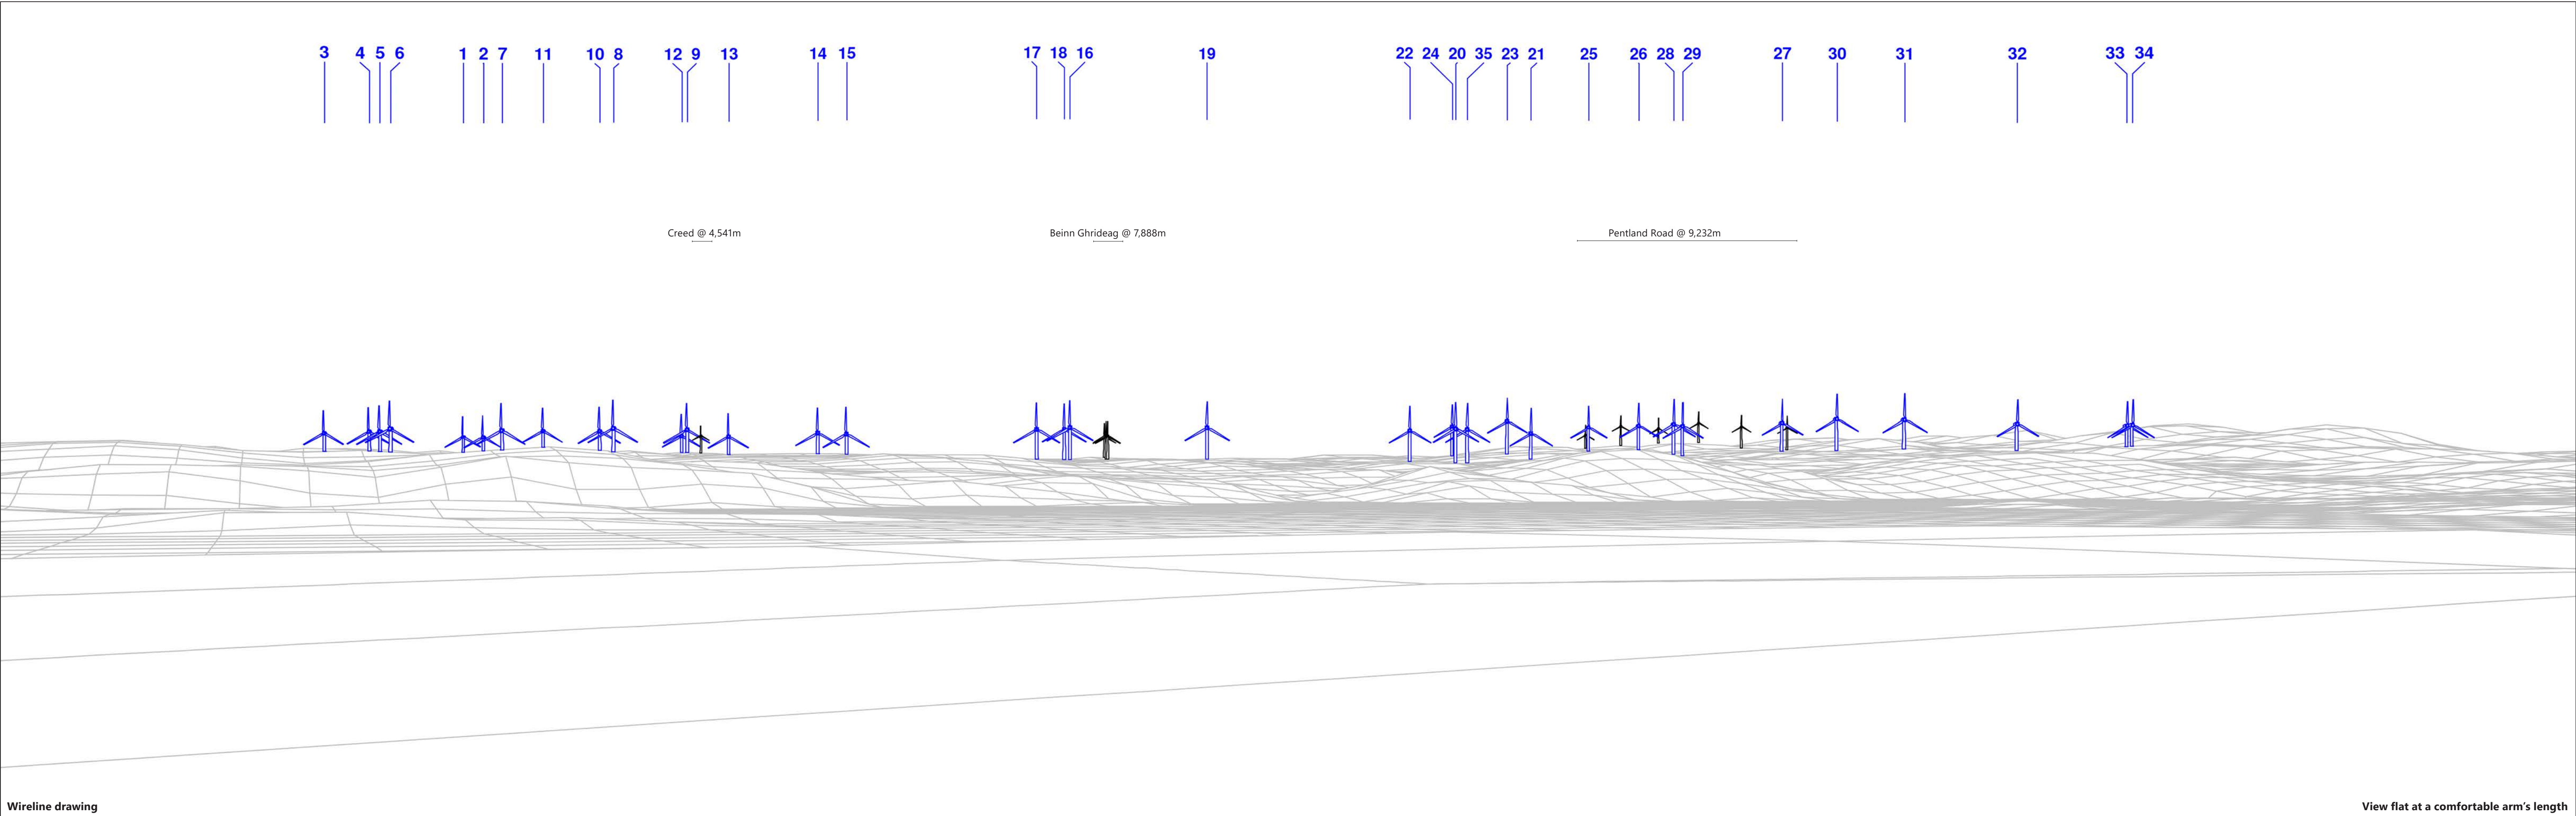 3 4 5 6 1 2 7 11 10 8 12 9 13 14 15 17 18 16 19 22 24 20 35 23 21 25 26 28 29 27 30 31 32 33 34
Creed @ 4,541m
Beinn Ghrideag @ 7,888m
Pentland Road @ 9,232m
Wireline drawing
View flat at a comfortable arm's length